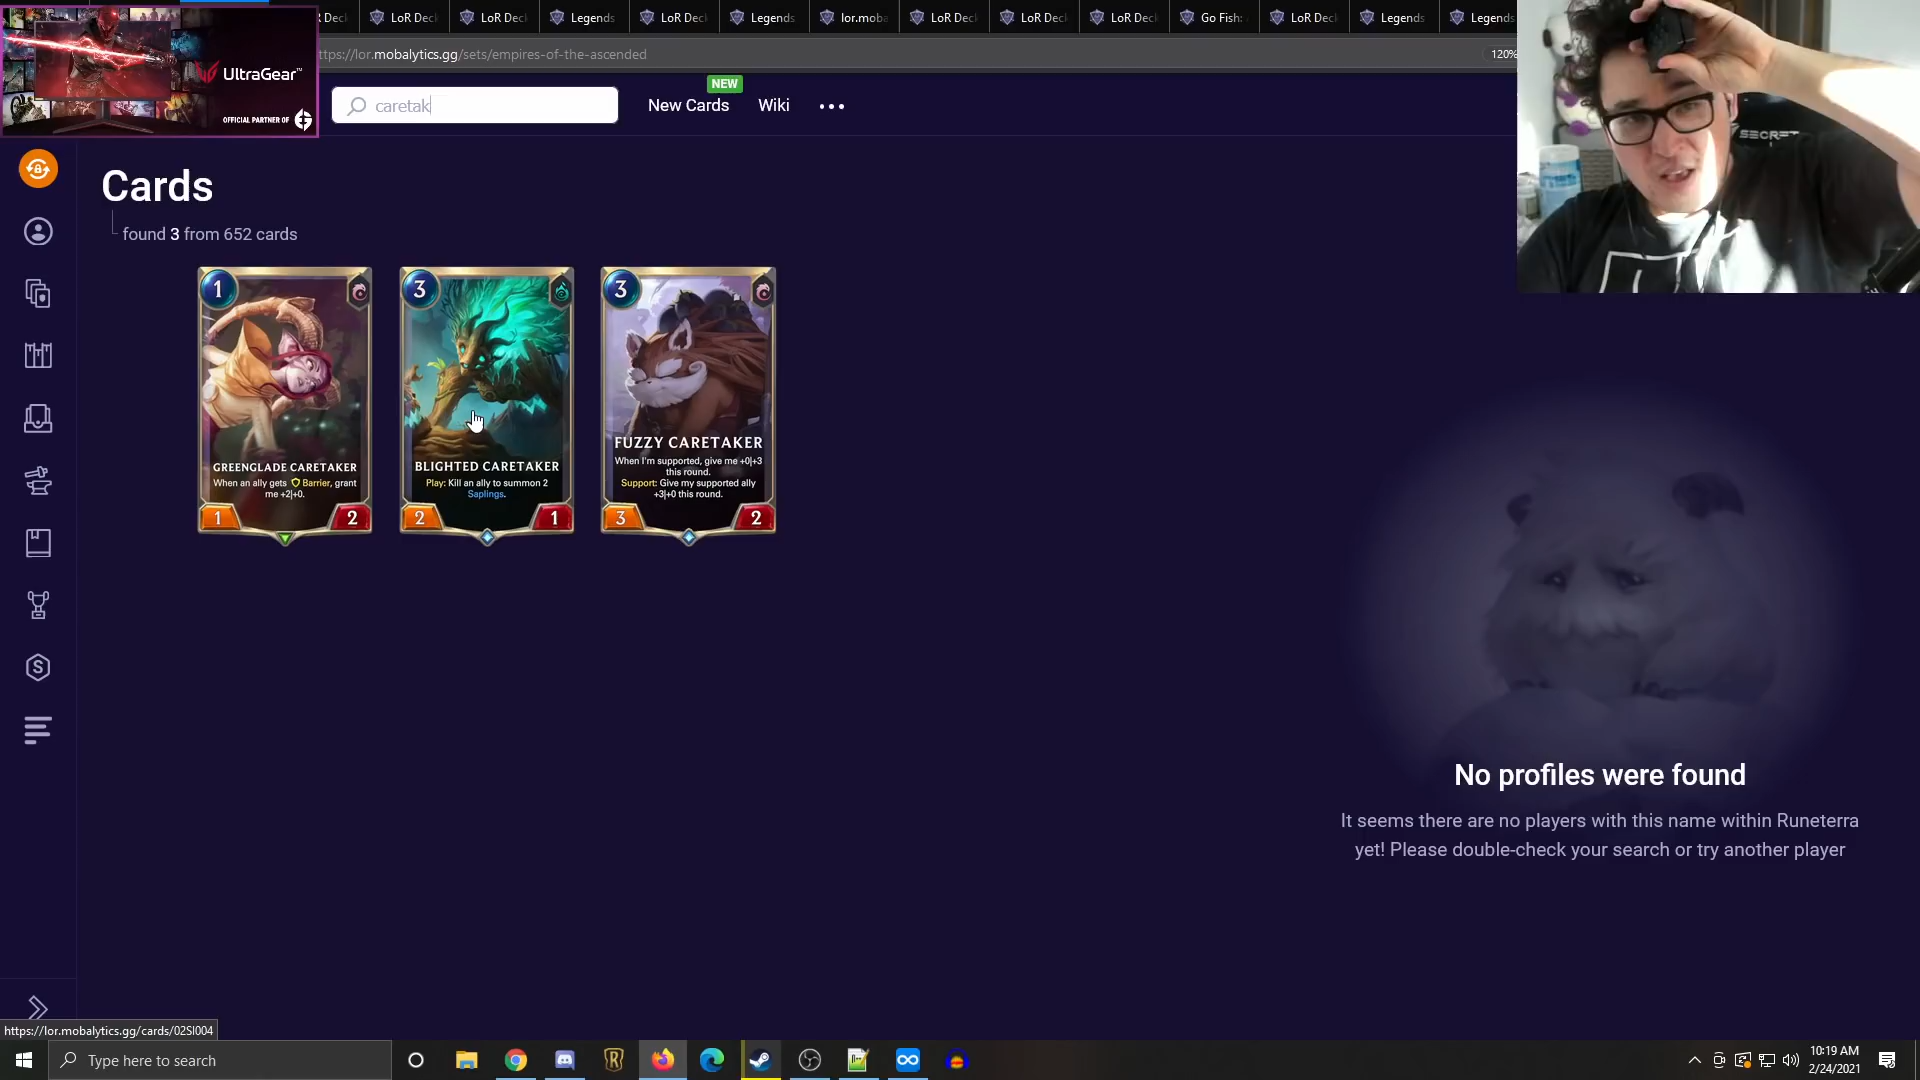 R Deck
LoR Deck
LoR Deck
Legends
LoR Deck
Legends
lor.moba
LoR Deck
LoR Deck
LoR Deck
Go Fish:
LoR Deck
Legends
Legends
ttps://lor.mobalytics.gg/sets/empires-of-the-ascended
120%
UltraGear™
OFFICIAL PARTNER OF
caretak
NEW
New Cards
Wiki
SECRET
Cards
found 3 from 652 cards
1
GREENGLADE CARETAKER
When an ally gets Barrier, grant
me +2|+0.
1
2
3
BLIGHTED CARETAKER
Play: Kill an ally to summon 2
Saplings.
2
1
3
FUZZY CARETAKER
When I'm supported, give me +0|+3
this round.
Support: Give my supported ally
+3|+0 this round.
3
2
No profiles were found
It seems there are no players with this name within Runeterra
yet! Please double-check your search or try another player
https://lor.mobalytics.gg/cards/02SI004
Type here to search
10:19 AM
2/24/2021